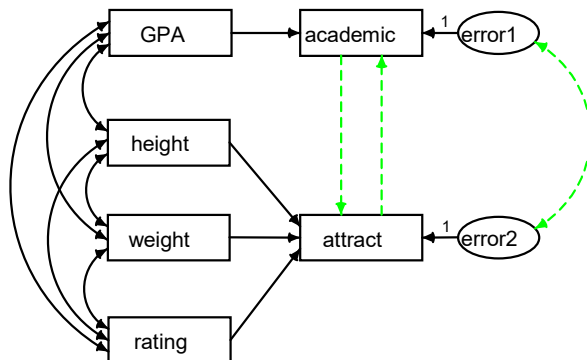 GPA academic 1 error1
height
weight attract 1 error2
rating